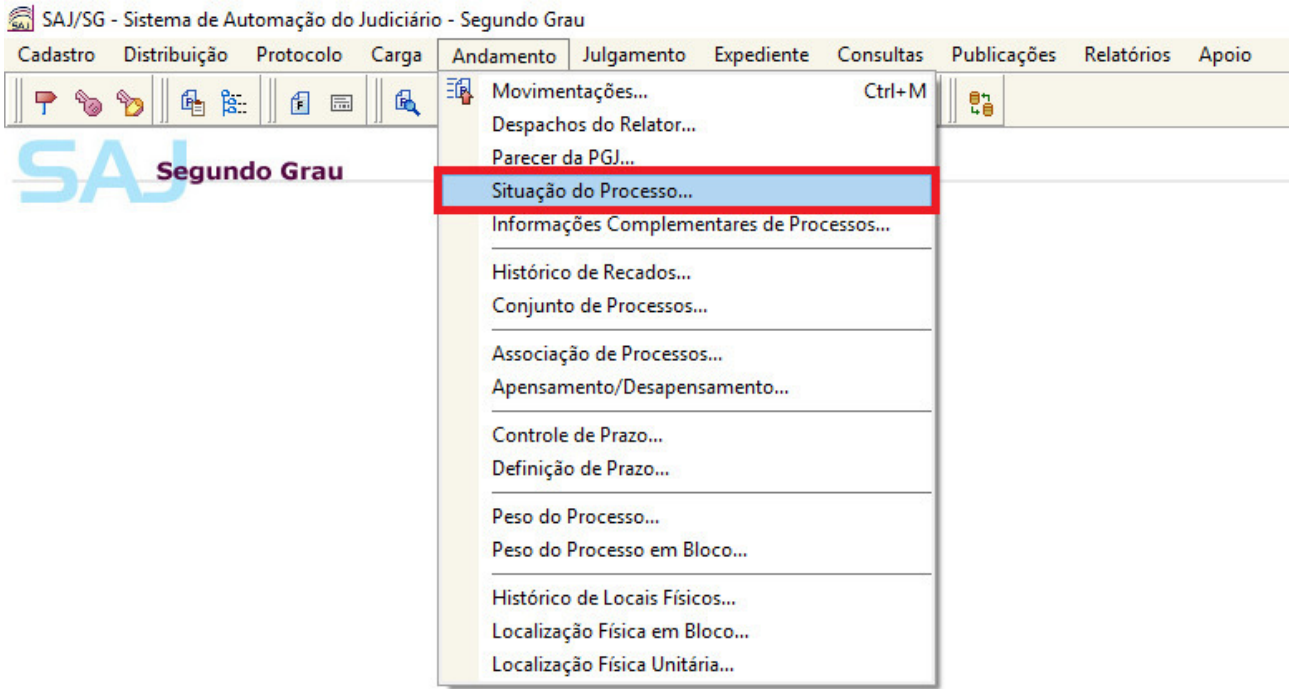 SAJ/SG - Sistema de Automação do Judiciário - Segundo Grau
Cadastro Distribuição Protocolo Carga Andamento Julgamento Expediente Consultas Publicações Relatórios Apoio
Movimentações... Ctrl+M
Despachos do Relator...
Parecer da PGJ...
SAJ Segundo Grau
Situação do Processo...
Informações Complementares de Processos...
Histórico de Recados...
Conjunto de Processos...
Associação de Processos...
Apensamento/Desapensamento...
Controle de Prazo...
Definição de Prazo...
Peso do Processo...
Peso do Processo em Bloco...
Histórico de Locais Físicos...
Localização Física em Bloco...
Localização Física Unitária...